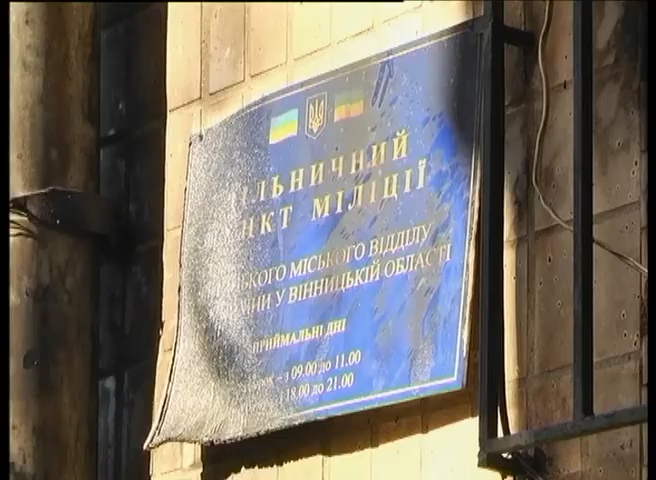 ЛЬНИЧНИЙ
НКТ МІЛІЦІЇ
СЬКОГО МІСЬКОГО ВІДДІЛУ
У ВІННИЦЬКІЙ ОБЛАСТІ
ПРИЙМАЛЬНІ ДНІ
- з 09.00 до 11.00
18.00 до 21.00